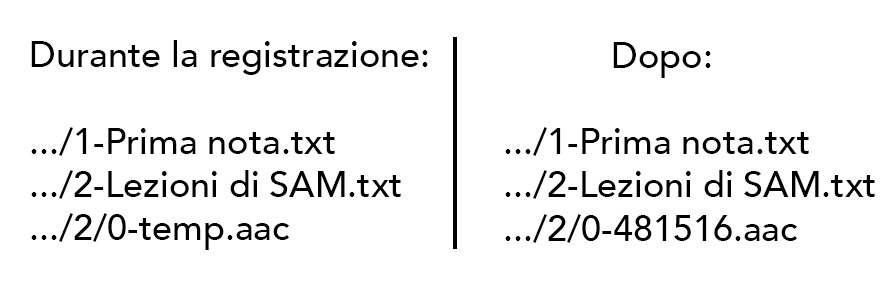 Durante la registrazione:
.../1-Prima nota.txt
.../2-Lezioni di SAM.txt
.../2/0-temp.aac
Dopo:
.../1-Prima nota.txt
.../2-Lezioni di SAM.txt
.../2/0-481516.aac